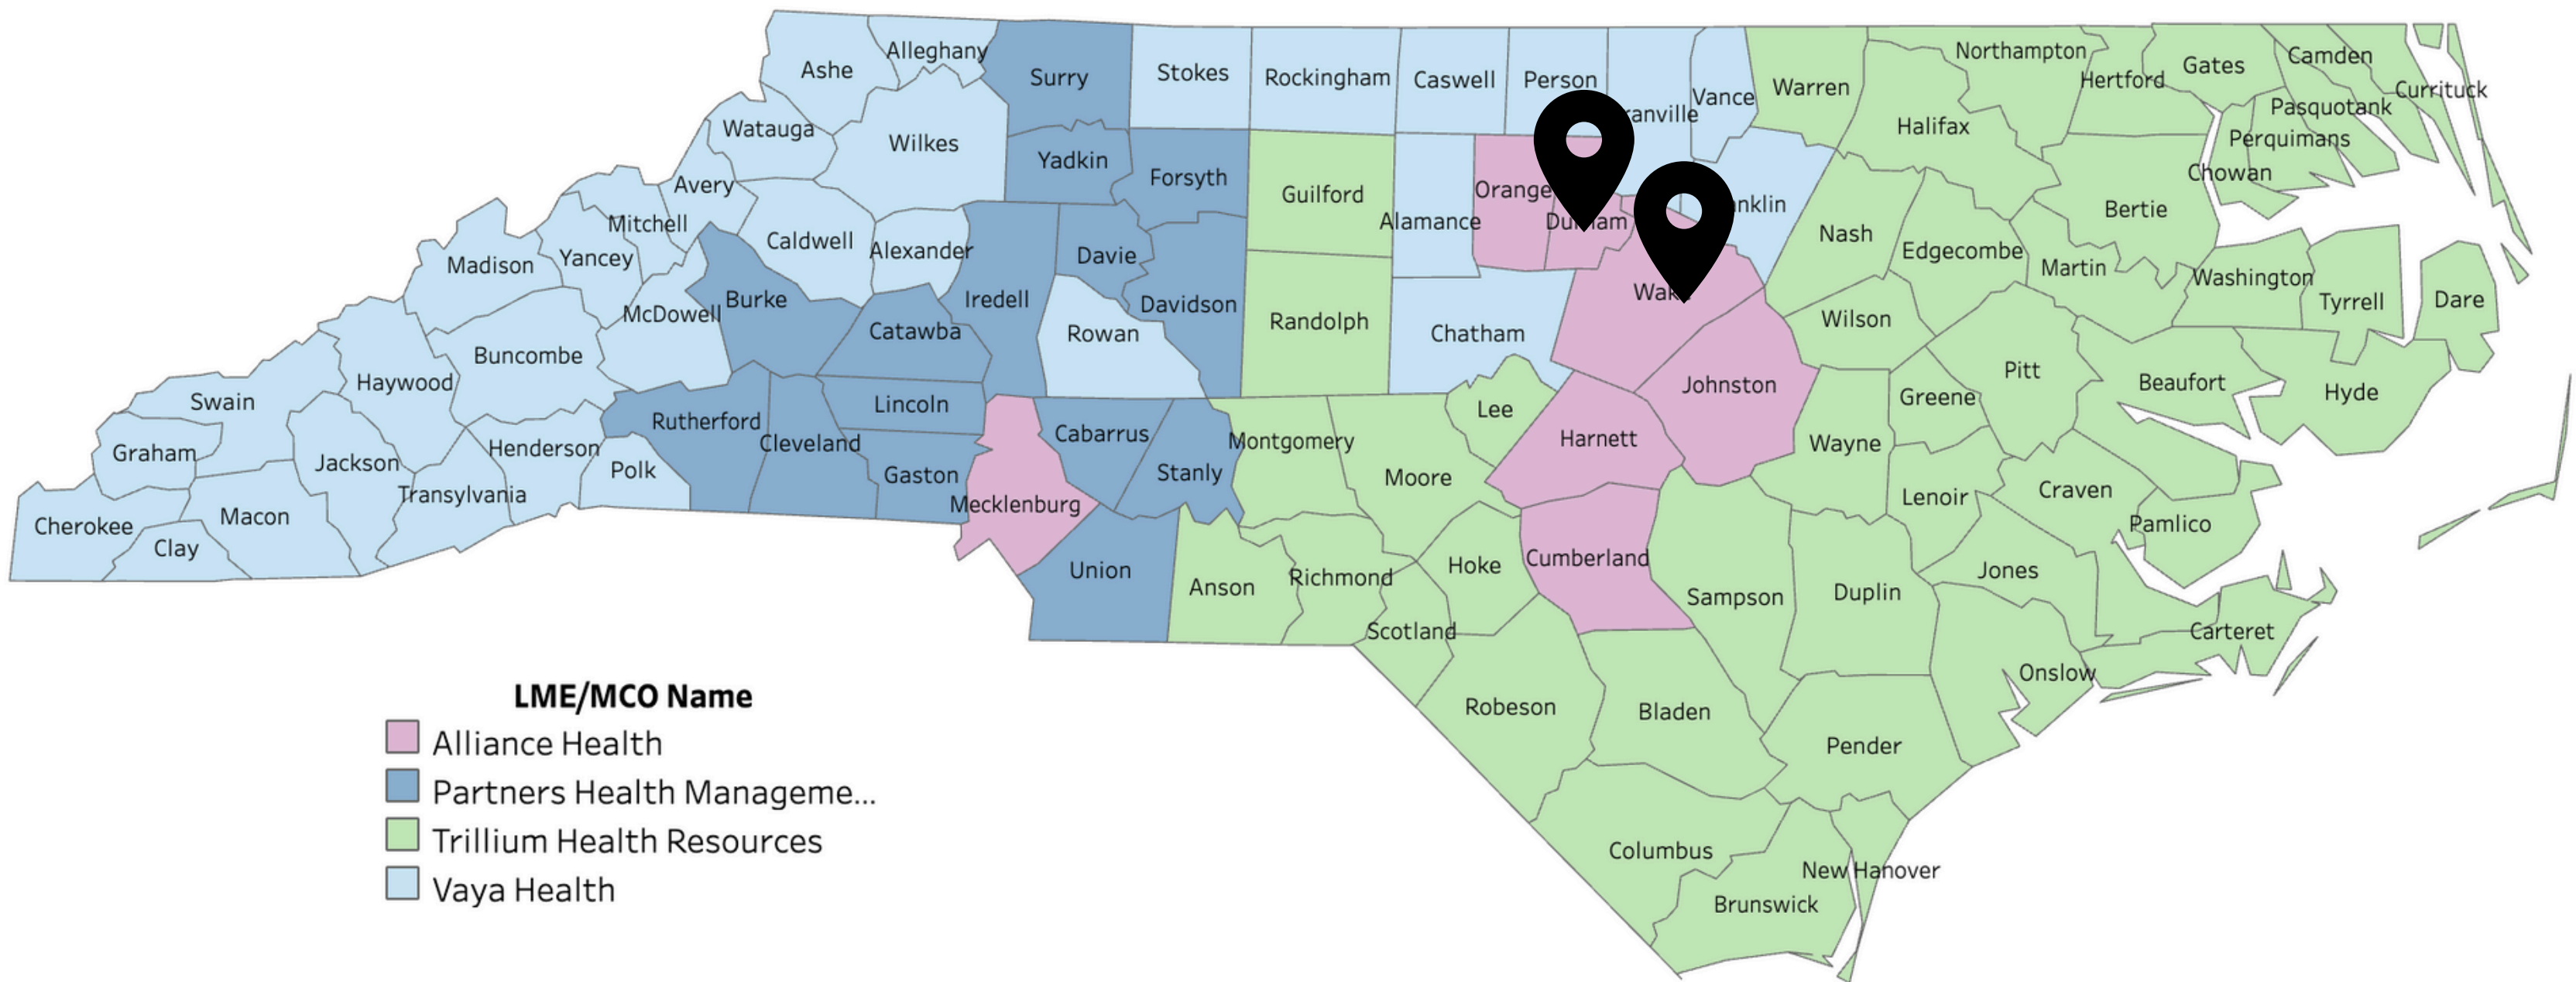 Ashe
Alleghany
Surry
Stokes
Rockingham
Caswell
Person
ranville
Vance
Warren
Northampton
Hertford
Gates
Camden
Currituck
Pasquotank
Perquimans
Chowan
Halifax
Watauga
Wilkes
Yadkin
Forsyth
Guilford
Alamance
Orange
Durham
nklin
Nash
Edgecombe
Bertie
Martin
Washington
Tyrrell
Dare
Avery
Mitchell
Yancey
Madison
Caldwell
Alexander
Iredell
Davie
Davidson
Randolph
Chatham
Wake
Wilson
Pitt
Beaufort
Hyde
McDowell
Burke
Catawba
Rowan
Buncombe
Haywood
Swain
Graham
Jackson
Henderson
Polk
Rutherford
Cleveland
Lincoln
Gaston
Cabarrus
Stanly
Montgomery
Moore
Lee
Harnett
Johnston
Wayne
Greene
Lenoir
Craven
Pamlico
Cherokee
Clay
Macon
Transylvania
Mecklenburg
Union
Anson
Richmond
Hoke
Scotland
Cumberland
Sampson
Duplin
Jones
Onslow
Carteret
Robeson
Bladen
Pender
Columbus
Brunswick
New Hanover
LME/MCO Name
Alliance Health
Partners Health Manageme...
Trillium Health Resources
Vaya Health